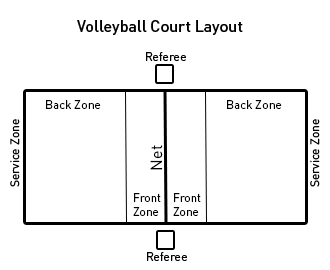 Volleyball Court Layout
Referee
Back Zone
Back Zone
Service Zone
Net
Service Zone
Front
Zone
Front
Zone
Referee